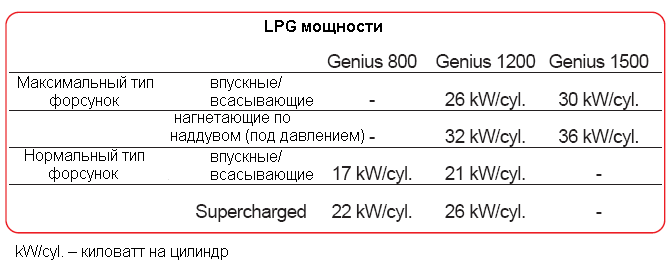 LPG мощности
Genius 800 Genius 1200 Genius 1500
Максимальный тип форсунок впускные/всасывающие - 26 kW/cyl. 30 kW/cyl.
нагнетающие по наддувом (под давлением) - 32 kW/cyl. 36 kW/cyl.
Нормальный тип форсунок впускные/всасывающие 17 kW/cyl. 21 kW/cyl. -
Supercharged 22 kW/cyl. 26 kW/cyl. -
kW/cyl. – киловатт на цилиндр